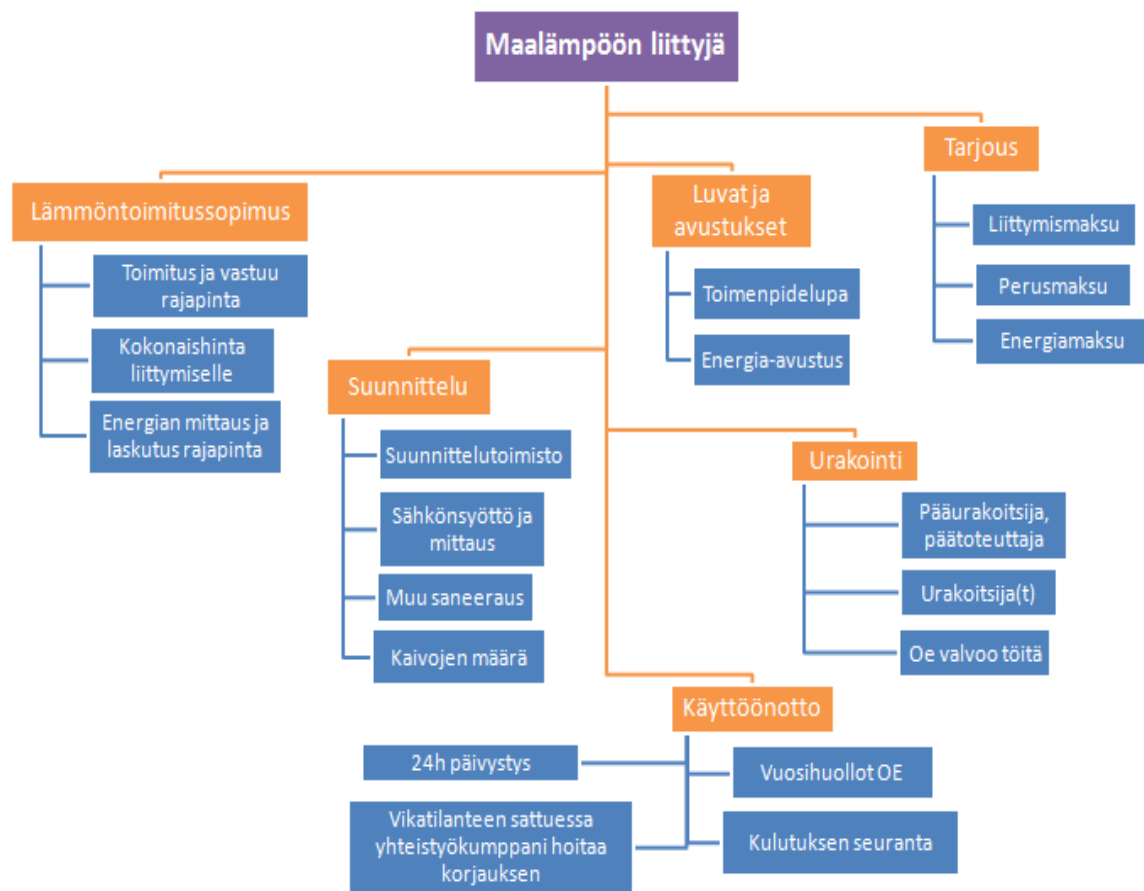 Maalämpöön liittyjä
Tarjous
Liittymismaksu
Perusmaksu
Energiamaksu
Luvat ja
avustukset
Toimenpidelupa
Energia-avustus
Lämmöntoimitussopimus
Toimitus ja vastuu
rajapinta
Kokonaishinta
liittymiselle
Energian mittaus ja
laskutus rajapinta
Suunnittelu
Suunnittelutoimisto
Sähkönsyöttö ja
mittaus
Muu saneeraus
Kaivojen määrä
Urakointi
Pääurakoitsija,
päätoteuttaja
Urakoitsija(t)
Oe valvoo töitä
Käyttöönotto
24h päivystys
Vuosihuollot OE
Vikatilanteen sattuessa
yhteistyökumppani hoitaa
korjauksen
Kulutuksen seuranta